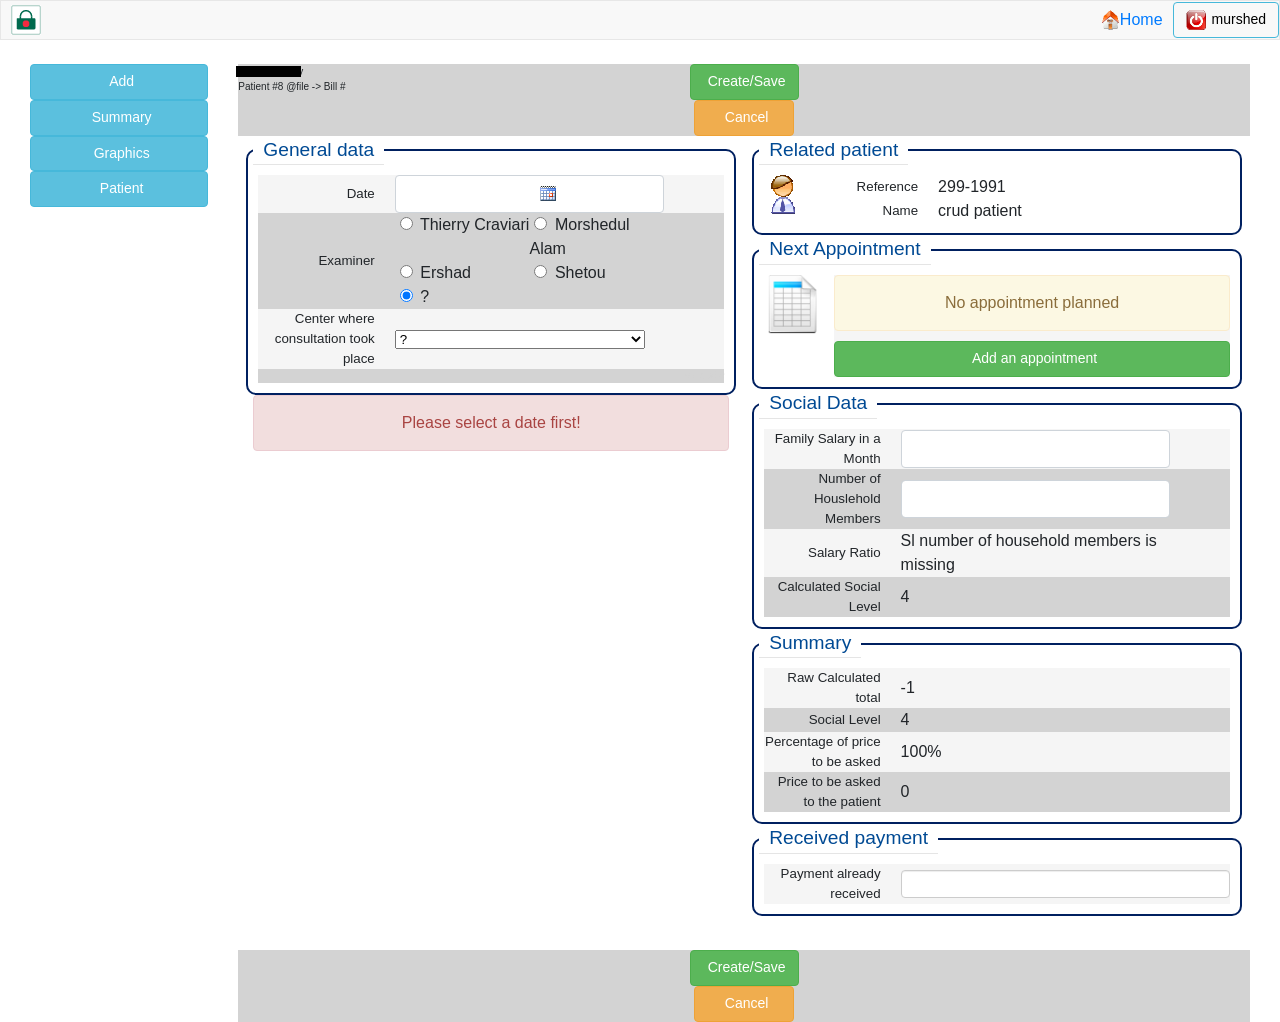 Home
murshed
Add
Summary
Graphics
Patient
Patient #8 @file -> Bill #
Create/Save
Cancel
General data
Date
Examiner
Thierry Craviari
Morshedul
Alam
Ershad
Shetou
?
Center where
consultation took
place
?
Please select a date first!
Related patient
Reference
299-1991
Name
crud patient
Next Appointment
No appointment planned
Add an appointment
Social Data
Family Salary in a
Month
Number of
Houslehold
Members
Salary Ratio
Sl number of household members is
missing
Calculated Social
Level
4
Summary
Raw Calculated
total
-1
Social Level
4
Percentage of price
to be asked
100%
Price to be asked
to the patient
0
Received payment
Payment already
received
Create/Save
Cancel